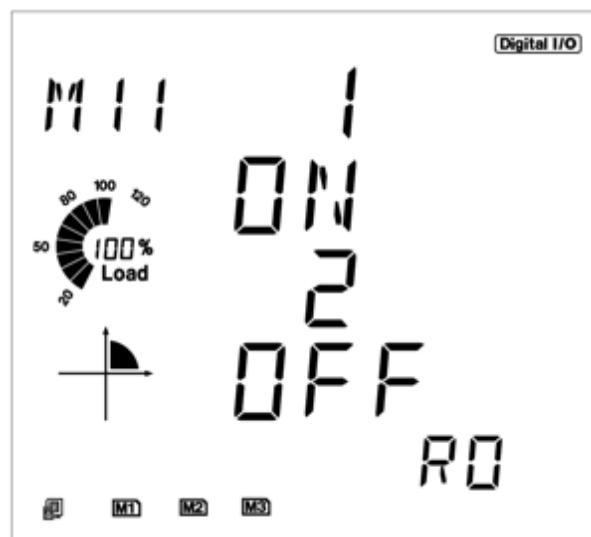 Digital I/O
M11 1
ON
80 100 120
50 100%
Load
20
2
OFF
RO
M1 M2 M3